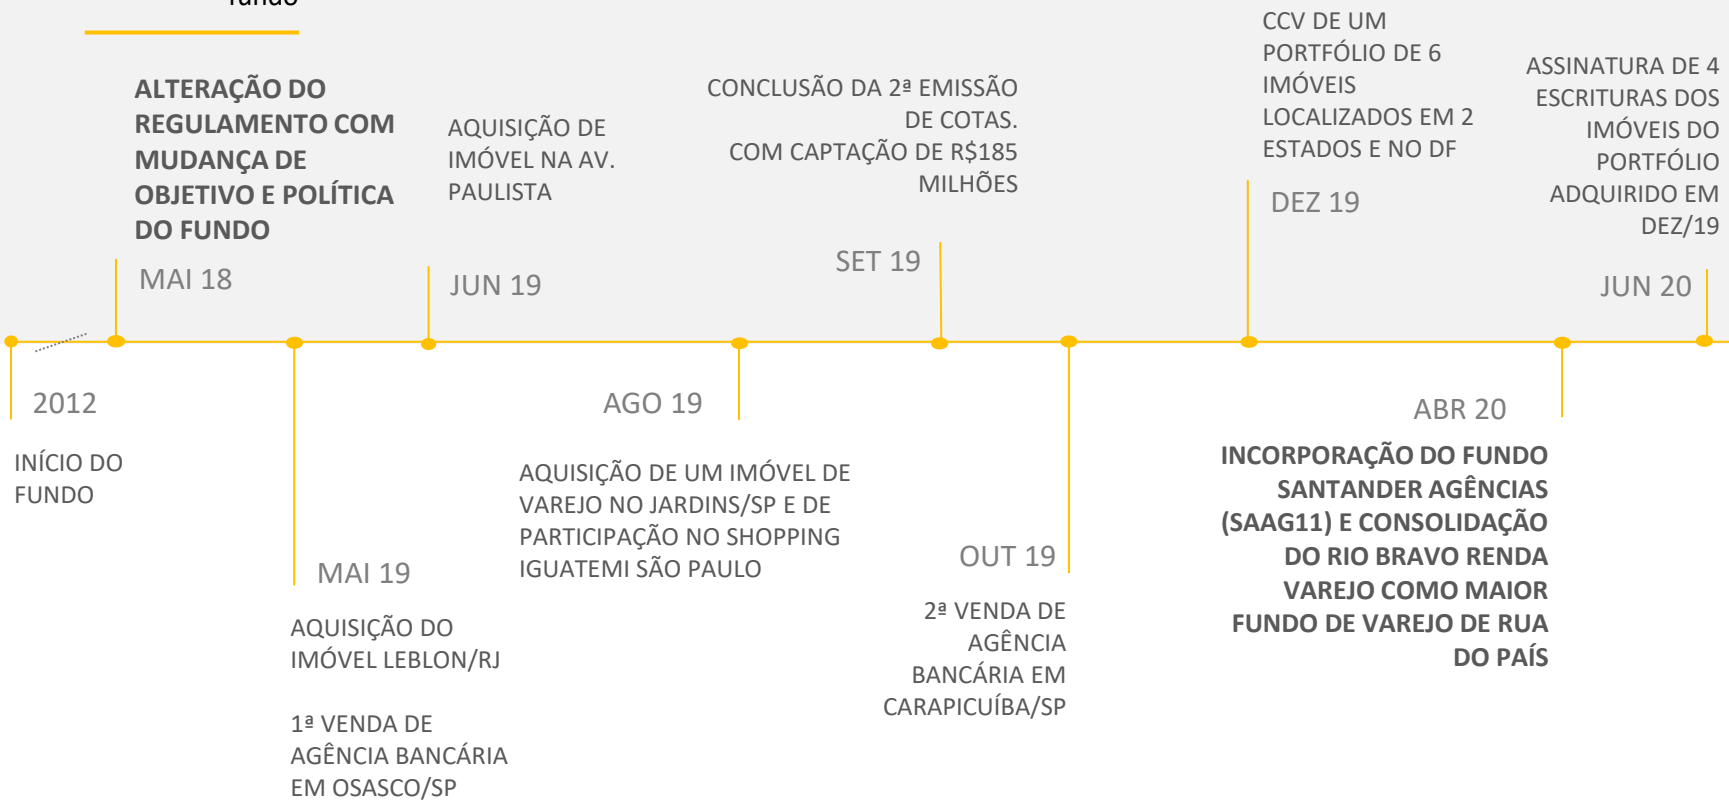 fundo
ALTERAÇÃO DO
REGULAMENTO COM
MUDANÇA DE
OBJETIVO E POLÍTICA
DO FUNDO
MAI 18
AQUISIÇÃO DE
IMÓVEL NA AV.
PAULISTA
JUN 19
CONCLUSÃO DA 2ª EMISSÃO
DE COTAS.
COM CAPTAÇÃO DE R$185
MILHÕES
SET 19
CCV DE UM
PORTFÓLIO DE 6
IMÓVEIS
LOCALIZADOS EM 2
ESTADOS E NO DF
DEZ 19
ASSINATURA DE 4
ESCRITURAS DOS
IMÓVEIS DO
PORTFÓLIO
ADQUIRIDO EM
DEZ/19
JUN 20
2012
INÍCIO DO
FUNDO
MAI 19
AQUISIÇÃO DO
IMÓVEL LEBLON/RJ
1ª VENDA DE
AGÊNCIA BANCÁRIA
EM OSASCO/SP
AGO 19
AQUISIÇÃO DE UM IMÓVEL DE
VAREJO NO JARDINS/SP E DE
PARTICIPAÇÃO NO SHOPPING
IGUATEMI SÃO PAULO
OUT 19
2ª VENDA DE
AGÊNCIA
BANCÁRIA EM
CARAPICUÍBA/SP
ABR 20
INCORPORAÇÃO DO FUNDO
SANTANDER AGÊNCIAS
(SAAG11) E CONSOLIDAÇÃO
DO RIO BRAVO RENDA
VAREJO COMO MAIOR
FUNDO DE VAREJO DE RUA
DO PAÍS